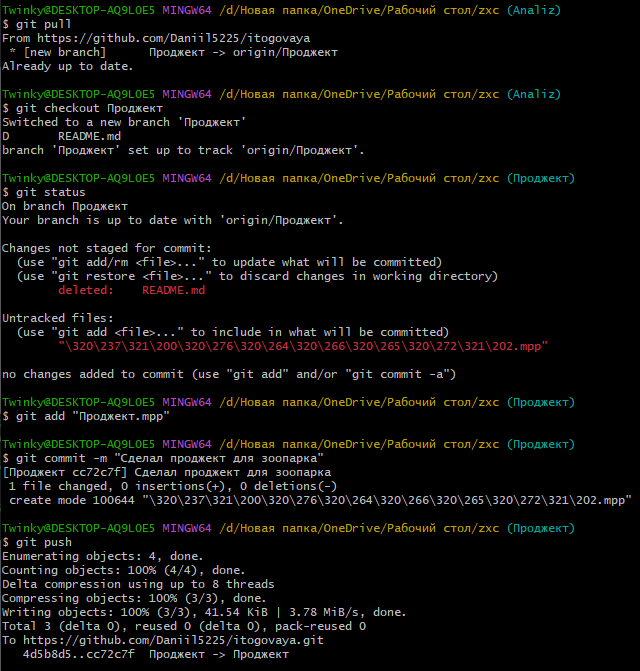 Twinky@DESKTOP-AQ9LOE5 MINGW64 /d/Новая папка/OneDrive/Рабочий стол/zxc (Analiz)
$ git pull
From https://github.com/Daniil5225/itogovaya
 * [new branch]      Проджект -> origin/Проджект
Already up to date.

Twinky@DESKTOP-AQ9LOE5 MINGW64 /d/Новая папка/OneDrive/Рабочий стол/zxc (Analiz)
$ git checkout Проджект
Switched to a new branch 'Проджект'
D       README.md
branch 'Проджект' set up to track 'origin/Проджект'.

Twinky@DESKTOP-AQ9LOE5 MINGW64 /d/Новая папка/OneDrive/Рабочий стол/zxc (Проджект)
$ git status
On branch Проджект
Your branch is up to date with 'origin/Проджект'.

Changes not staged for commit:
  (use "git add/rm <file>..." to update what will be committed)
  (use "git restore <file>..." to discard changes in working directory)
        deleted:    README.md

Untracked files:
  (use "git add <file>..." to include in what will be committed)
        "\320\237\321\200\320\276\320\264\320\266\320\265\320\272\321\202.mpp"

no changes added to commit (use "git add" and/or "git commit -a")

Twinky@DESKTOP-AQ9LOE5 MINGW64 /d/Новая папка/OneDrive/Рабочий стол/zxc (Проджект)
$ git add "Проджект.mpp"

Twinky@DESKTOP-AQ9LOE5 MINGW64 /d/Новая папка/OneDrive/Рабочий стол/zxc (Проджект)
$ git commit -m "Сделал проджект для зоопарка"
[Проджект cc72c7f] Сделал проджект для зоопарка
 1 file changed, 0 insertions(+), 0 deletions(-)
 create mode 100644 "\320\237\321\200\320\276\320\264\320\266\320\265\320\272\321\202.mpp"

Twinky@DESKTOP-AQ9LOE5 MINGW64 /d/Новая папка/OneDrive/Рабочий стол/zxc (Проджект)
$ git push
Enumerating objects: 4, done.
Counting objects: 100% (4/4), done.
Delta compression using up to 8 threads
Compressing objects: 100% (3/3), done.
Writing objects: 100% (3/3), 41.54 KiB | 3.78 MiB/s, done.
Total 3 (delta 0), reused 0 (delta 0), pack-reused 0
To https://github.com/Daniil5225/itogovaya.git
   4d5b8d5..cc72c7f  Проджект -> Проджект